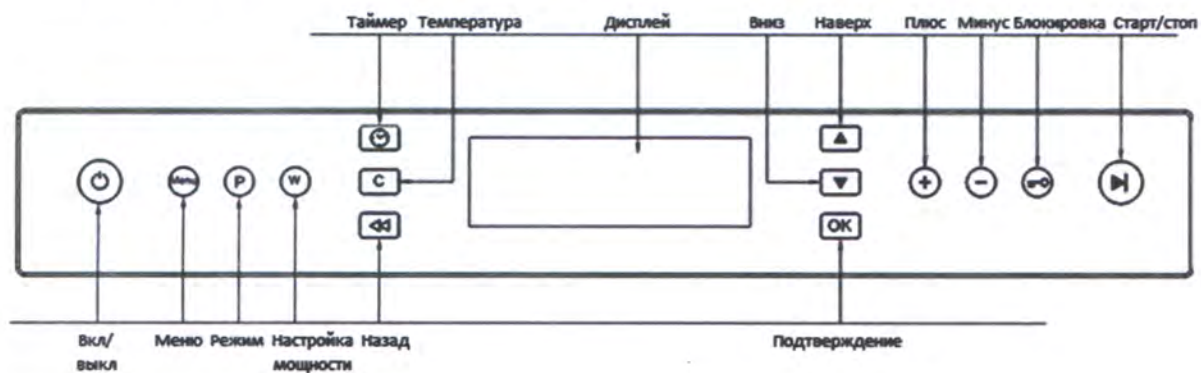 Таймер Температура Дисплей Вниз Наверх Плюс Минус Блокировка Старт/стоп
Menu P W C OK
Вкл/ Меню Режим Настройка Назад Подтверждение
выкл мощности